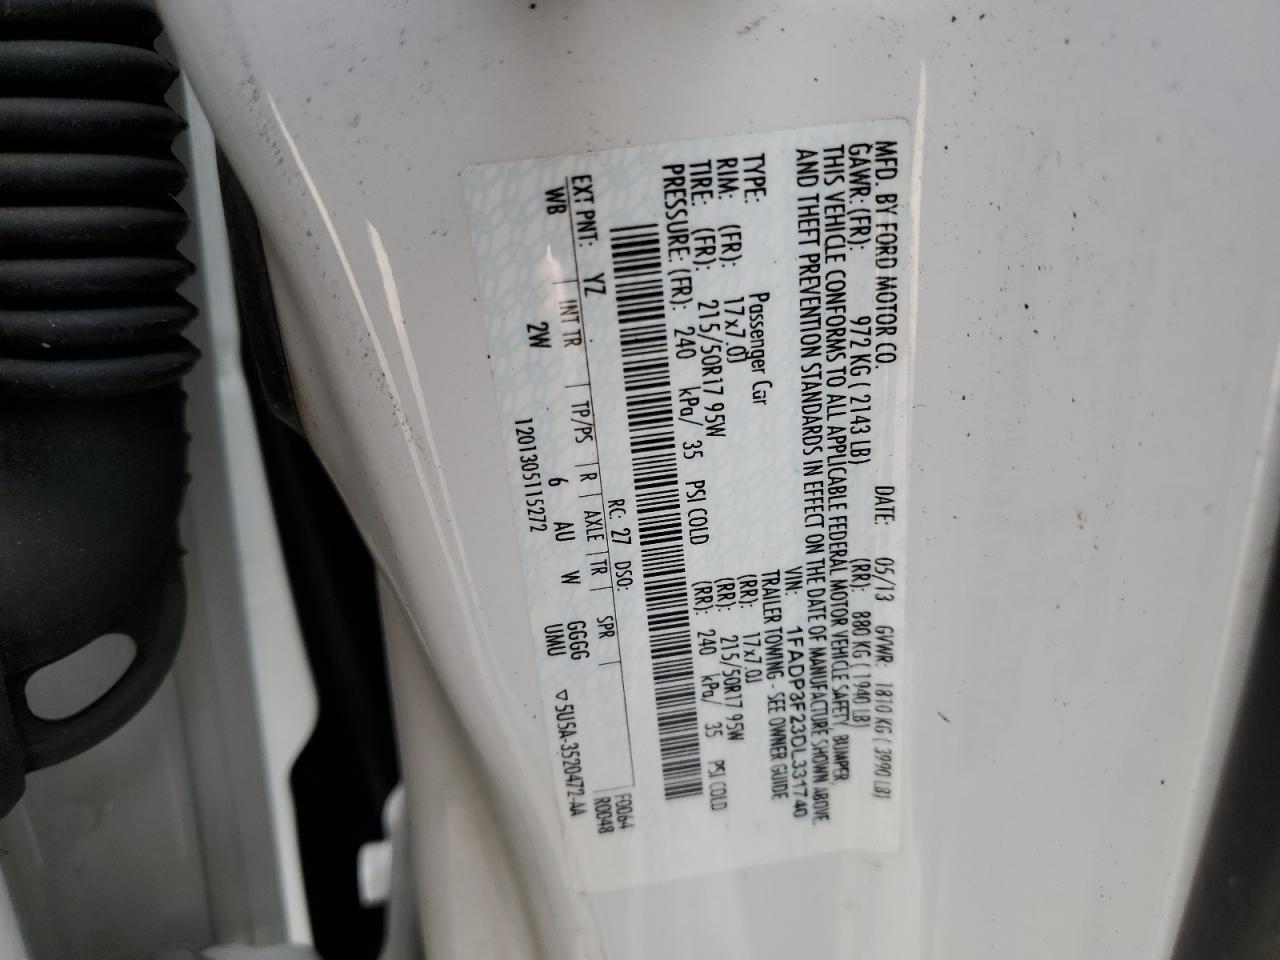 MFD. BY FORD MOTOR CO.
DATE: 05/13 GVWR: 1810 KG ( 3990 LB)
GAWR: (FR): 972 KG ( 2143 LB) (RR): 880 KG ( 1940 LB)
THIS VEHICLE CONFORMS TO ALL APPLICABLE FEDERAL MOTOR VEHICLE SAFETY, BUMPER,
AND THEFT PREVENTION STANDARDS IN EFFECT ON THE DATE OF MANUFACTURE SHOWN ABOVE.
VIN: 1FADP3F23DL331740
TYPE: Passenger Car TRAILER TOWING - SEE OWNER GUIDE
RIM: (FR): 17x7.0J (RR): 17x7.0J
TIRE: (FR): 215/50R17 95W (RR): 215/50R17 95W
PRESSURE: (FR): 240 kPa/ 35 PSI COLD (RR): 240 kPa/ 35 PSI COLD
EXT PNT: YZ RC: 27 DSO: F0064
WB INT TR TP/PS R AXLE TR SPR R0048
2W 6 AU W GGGG
1201305115272 UMU ▽5U5A-3520472-AA